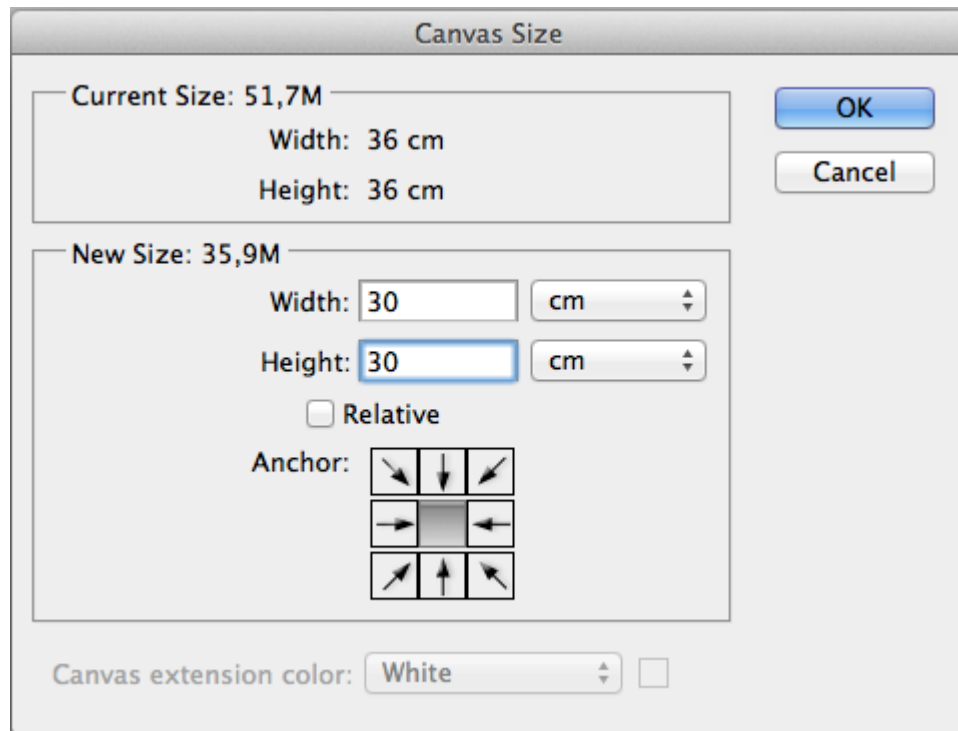 Canvas Size
Current Size: 51,7M
OK
Width: 36 cm
Cancel
Height: 36 cm
New Size: 35,9M
Width: 30 cm
Height: 30 cm
Relative
Anchor:
Canvas extension color: White